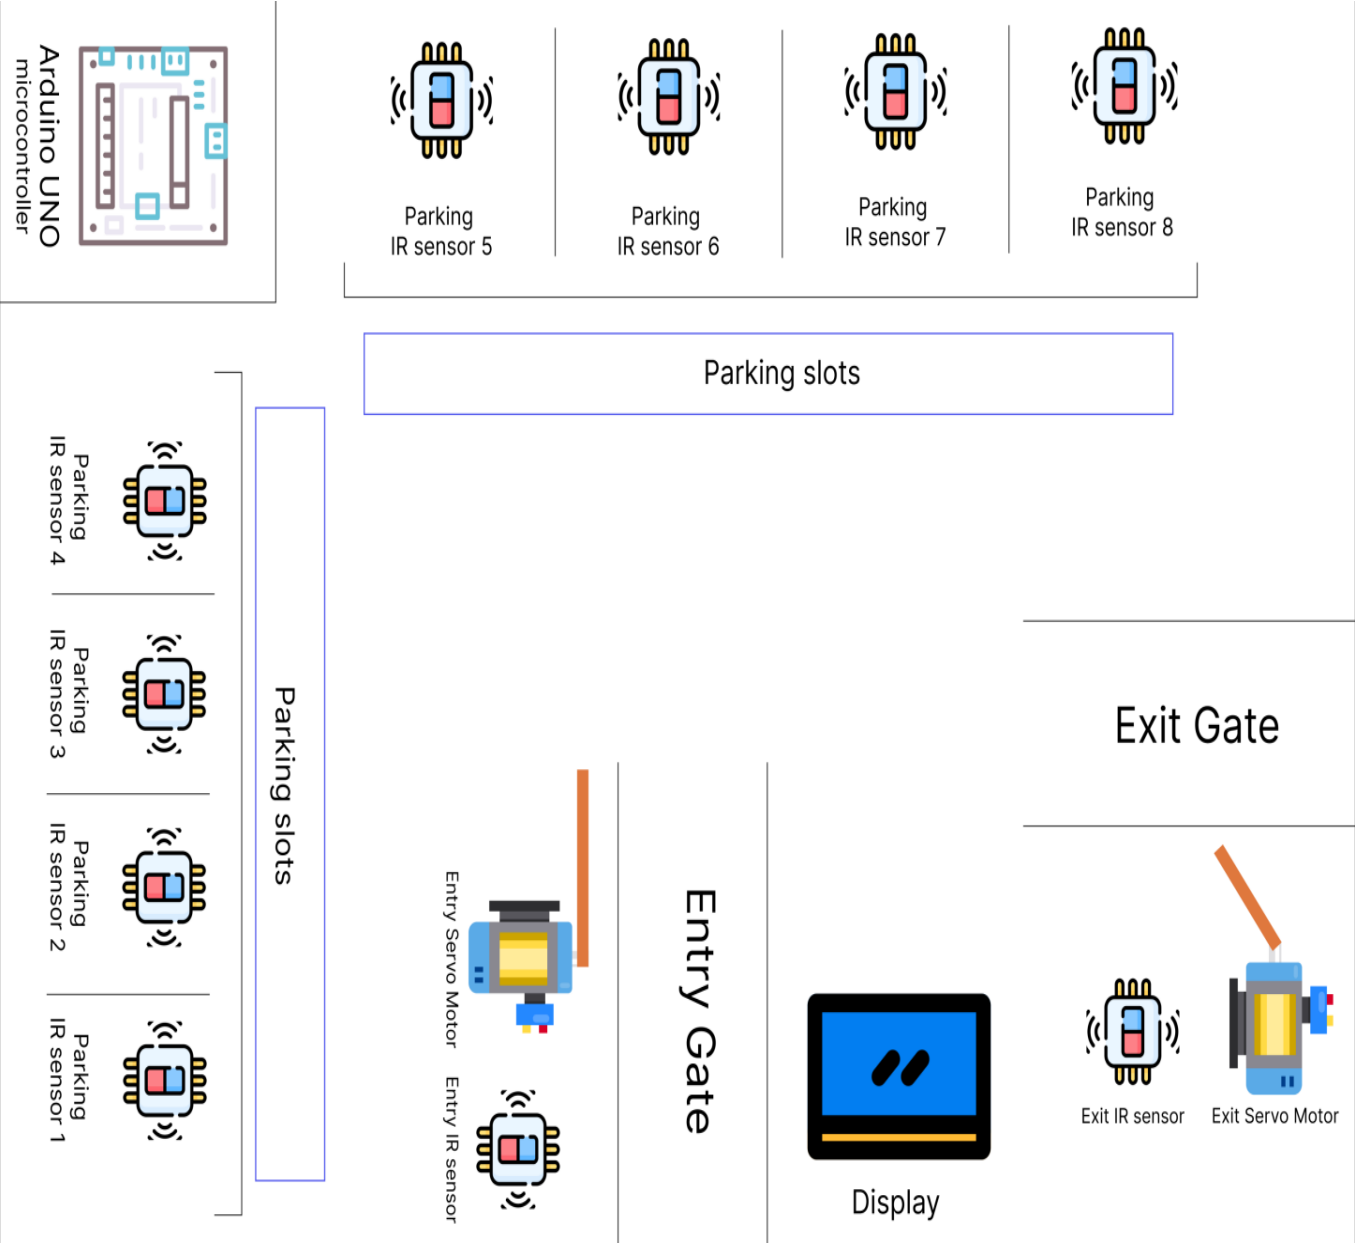 Arduino UNO
microcontroller
Parking
IR sensor 5
Parking
IR sensor 6
Parking
IR sensor 7
Parking
IR sensor 8
Parking slots
Parking
IR sensor 4
Parking
IR sensor 3
Parking
IR sensor 2
Parking
IR sensor 1
Parking slots
Entry Servo Motor
Entry IR sensor
Entry Gate
Display
Exit Gate
Exit IR sensor
Exit Servo Motor